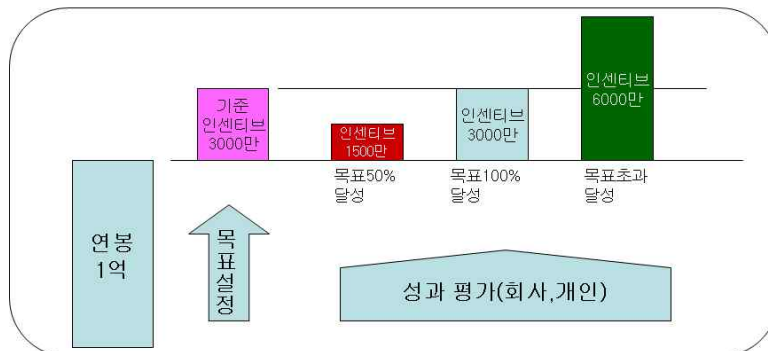 인센티브
6000만
기준
인센티브
3000만
인센티브
1500만
인센티브
3000만
목표50%
달성
목표100%
달성
목표초과
달성
연봉
1억
목표설정
성과 평가(회사,개인)